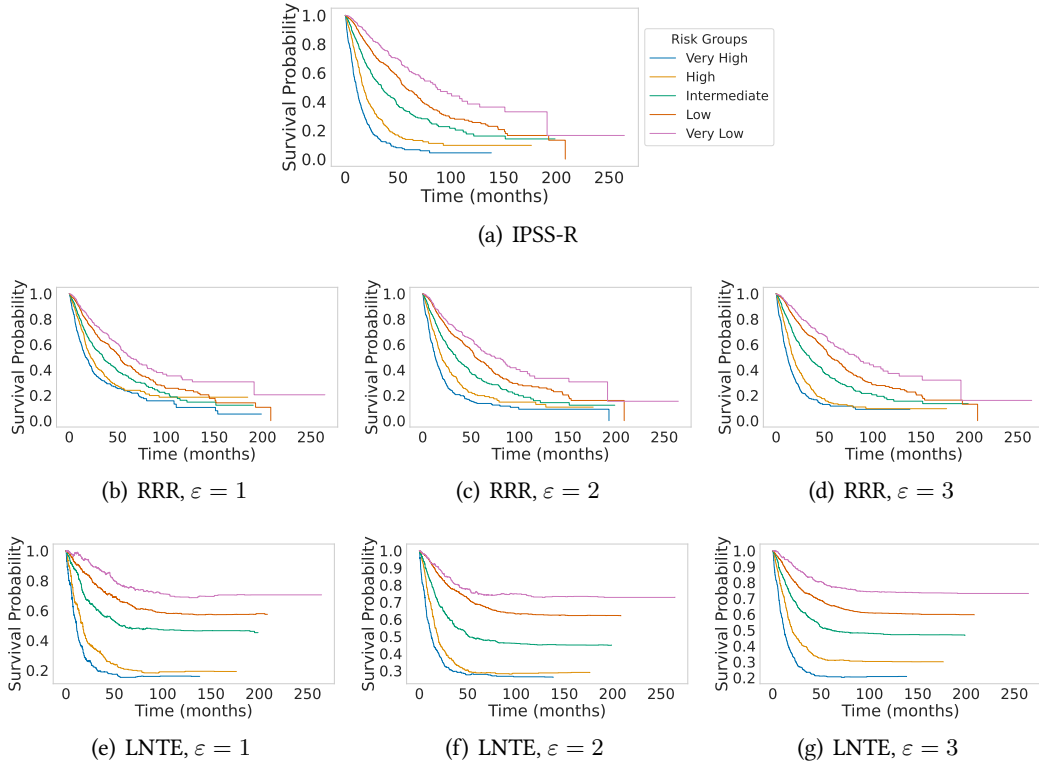 Survival Probability
1.0
0.8
0.6
0.4
0.2
0.0
0 50 100 150 200 250
Time (months)
Risk Groups
Very High
High
Intermediate
Low
Very Low
(a) IPSS-R
Survival Probability
1.0
0.8
0.6
0.4
0.2
0.0
0 50 100 150 200 250
Time (months)
(b) RRR, ε = 1
Survival Probability
1.0
0.8
0.6
0.4
0.2
0.0
0 50 100 150 200 250
Time (months)
(c) RRR, ε = 2
Survival Probability
1.0
0.8
0.6
0.4
0.2
0.0
0 50 100 150 200 250
Time (months)
(d) RRR, ε = 3
Survival Probability
1.0
0.8
0.6
0.4
0.2
0 50 100 150 200 250
Time (months)
(e) LNTE, ε = 1
Survival Probability
1.0
0.9
0.8
0.7
0.6
0.5
0.4
0.3
0 50 100 150 200 250
Time (months)
(f) LNTE, ε = 2
Survival Probability
1.0
0.9
0.8
0.7
0.6
0.5
0.4
0.3
0.2
0 50 100 150 200 250
Time (months)
(g) LNTE, ε = 3